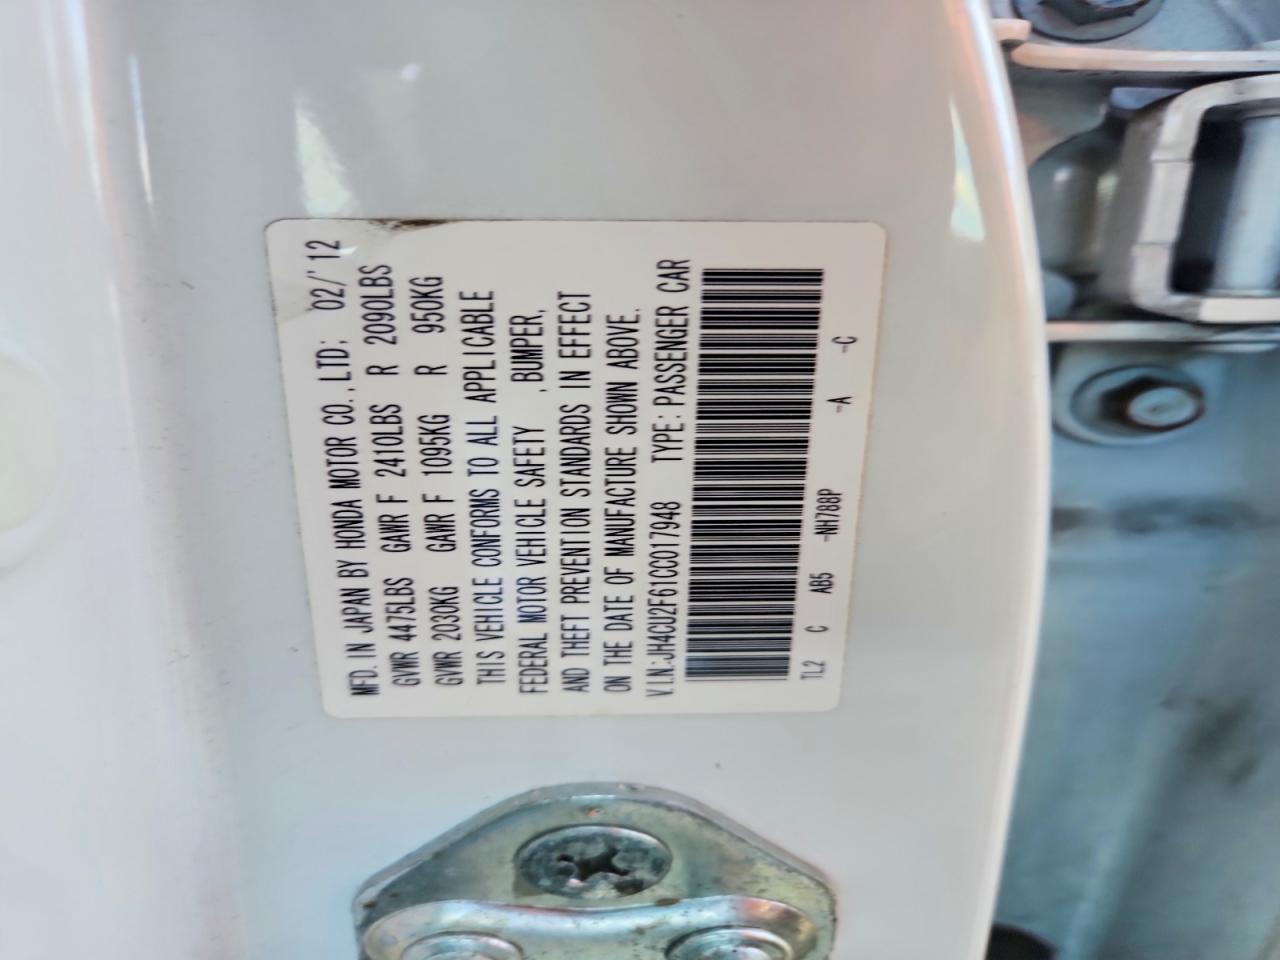 MFD. IN JAPAN BY HONDA MOTOR CO.,LTD: 02/'12
GVWR 4475LBS GAWR F 2410LBS R 2090LBS
GVWR 2030KG GAWR F 1095KG R 950KG
THIS VEHICLE CONFORMS TO ALL APPLICABLE
FEDERAL MOTOR VEHICLE SAFETY ,BUMPER,
AND THEFT PREVENTION STANDARDS IN EFFECT
ON THE DATE OF MANUFACTURE SHOWN ABOVE.
V.I.N:JH4CU2F61CC017948 TYPE: PASSENGER CAR
TL2 C AB5 -NH788P -A -C